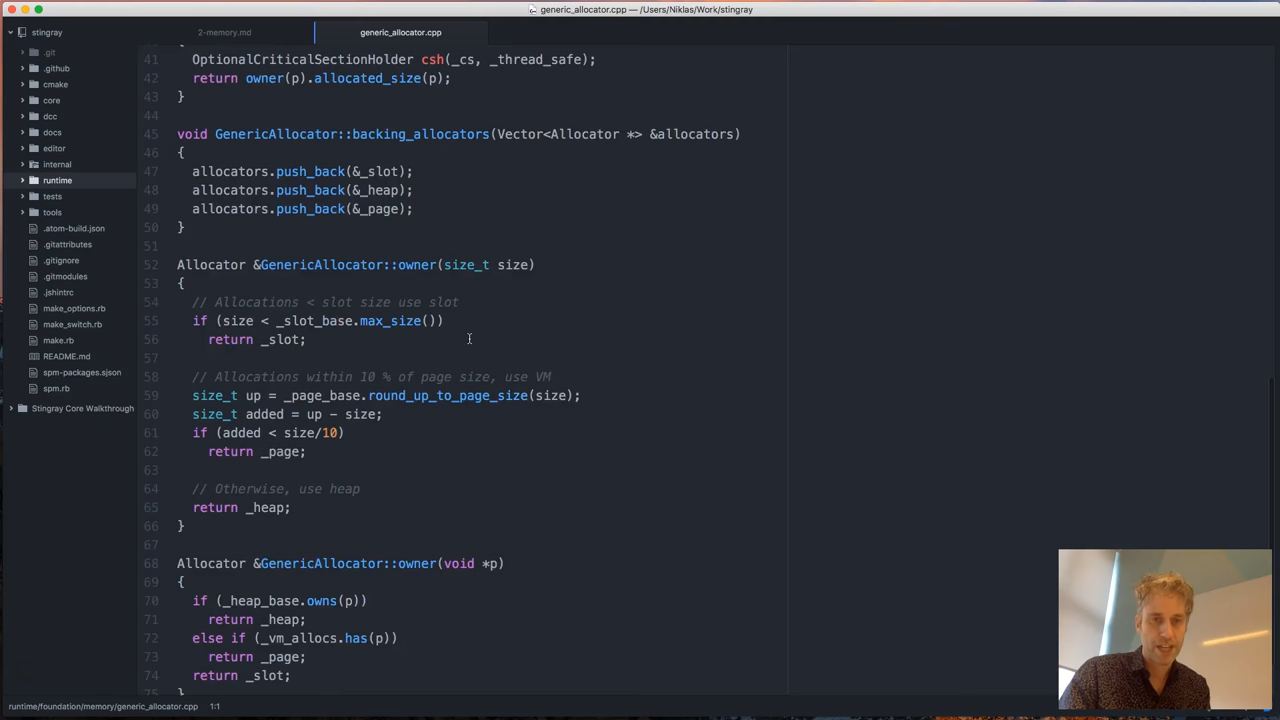 generic_allocator.cpp — /Users/Niklas/Work/stingray
stingray
.git
.github
cmake
core
dcc
docs
editor
internal
runtime
tests
tools
.atom-build.json
.gitattributes
.gitignore
.gitmodules
.jshintrc
make_options.rb
make_switch.rb
make.rb
README.md
spm-packages.sjson
spm.rb
Stingray Core Walkthrough
2-memory.md
generic_allocator.cpp
41 OptionalCriticalSectionHolder csh(_cs, _thread_safe);
42 return owner(p).allocated_size(p);
43 }
44
45 void GenericAllocator::backing_allocators(Vector<Allocator *> &allocators)
46 {
47 allocators.push_back(&_slot);
48 allocators.push_back(&_heap);
49 allocators.push_back(&_page);
50 }
51
52 Allocator &GenericAllocator::owner(size_t size)
53 {
54 // Allocations < slot size use slot
55 if (size < _slot_base.max_size())
56 return _slot;
57
58 // Allocations within 10 % of page size, use VM
59 size_t up = _page_base.round_up_to_page_size(size);
60 size_t added = up - size;
61 if (added < size/10)
62 return _page;
63
64 // Otherwise, use heap
65 return _heap;
66 }
67
68 Allocator &GenericAllocator::owner(void *p)
69 {
70 if (_heap_base.owns(p))
71 return _heap;
72 else if (_vm_allocs.has(p))
73 return _page;
74 return _slot;
75 }
runtime/foundation/memory/generic_allocator.cpp 1:1